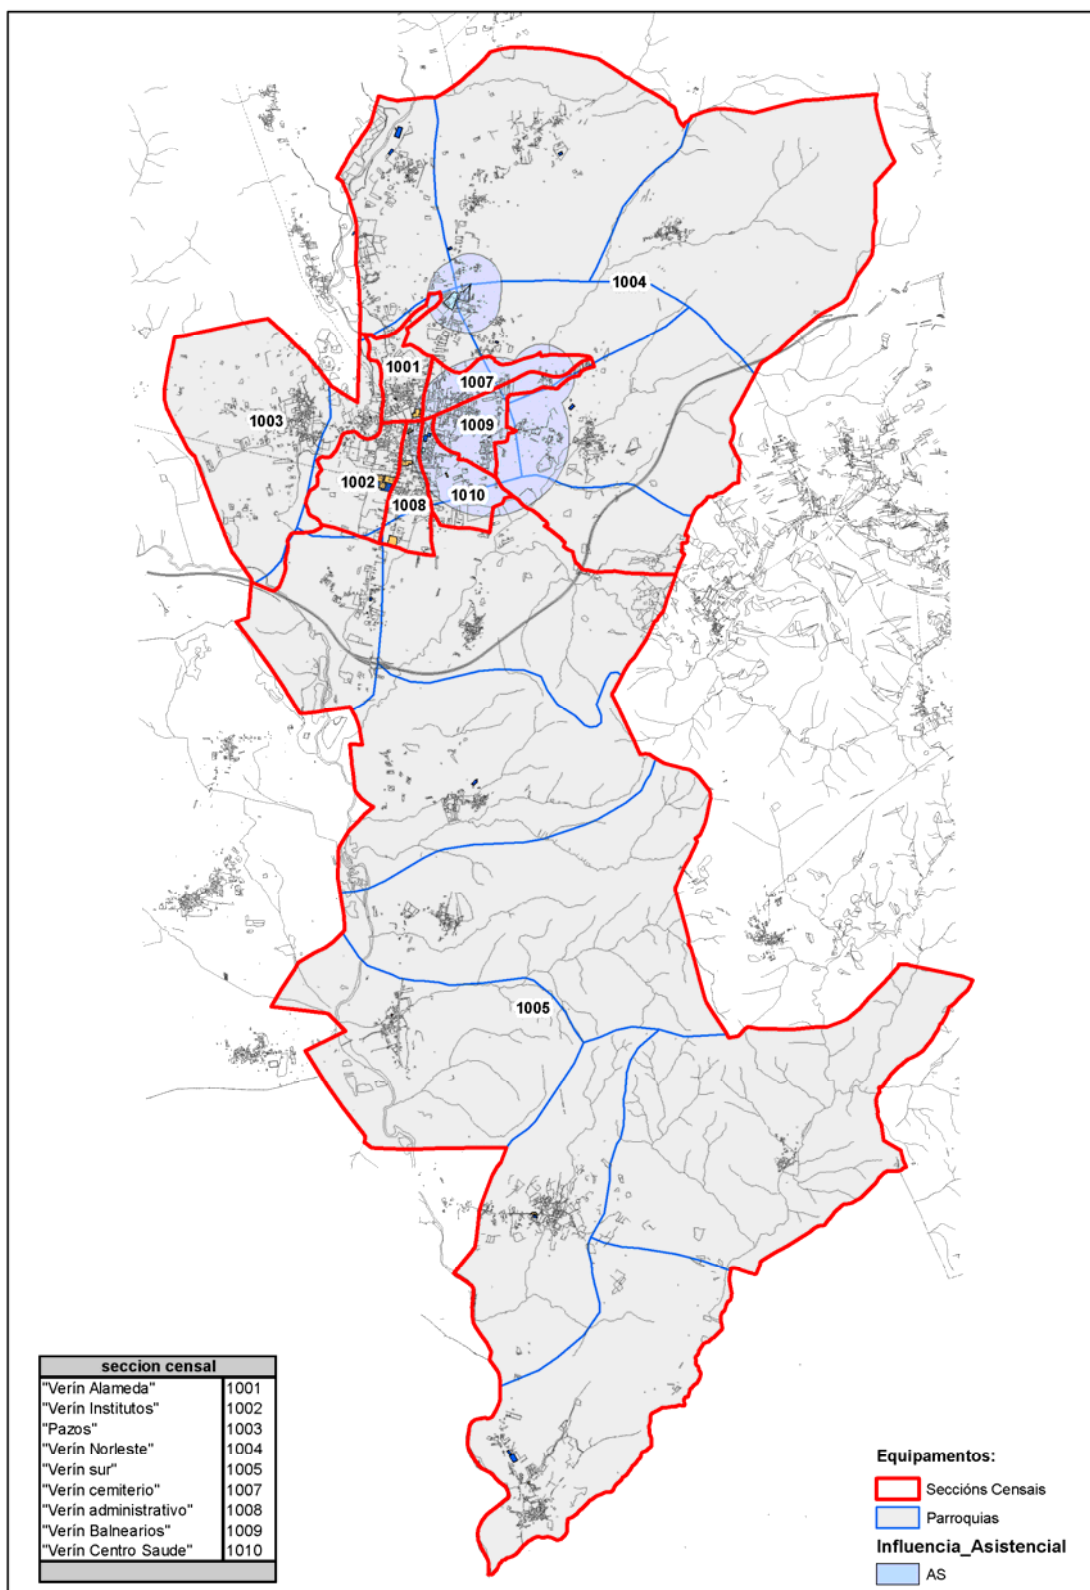 1004
1001
1007
1003
1009
1002
1010
1008
1005
seccion censal
"Verín Alameda" 1001
"Verín Institutos" 1002
"Pazos" 1003
"Verín Norleste" 1004
"Verín sur" 1005
"Verín cemiterio" 1007
"Verín administrativo" 1008
"Verín Balnearios" 1009
"Verín Centro Saude" 1010
Equipamentos:
Seccións Censais
Parroquias
Influencia_Asistencial
AS